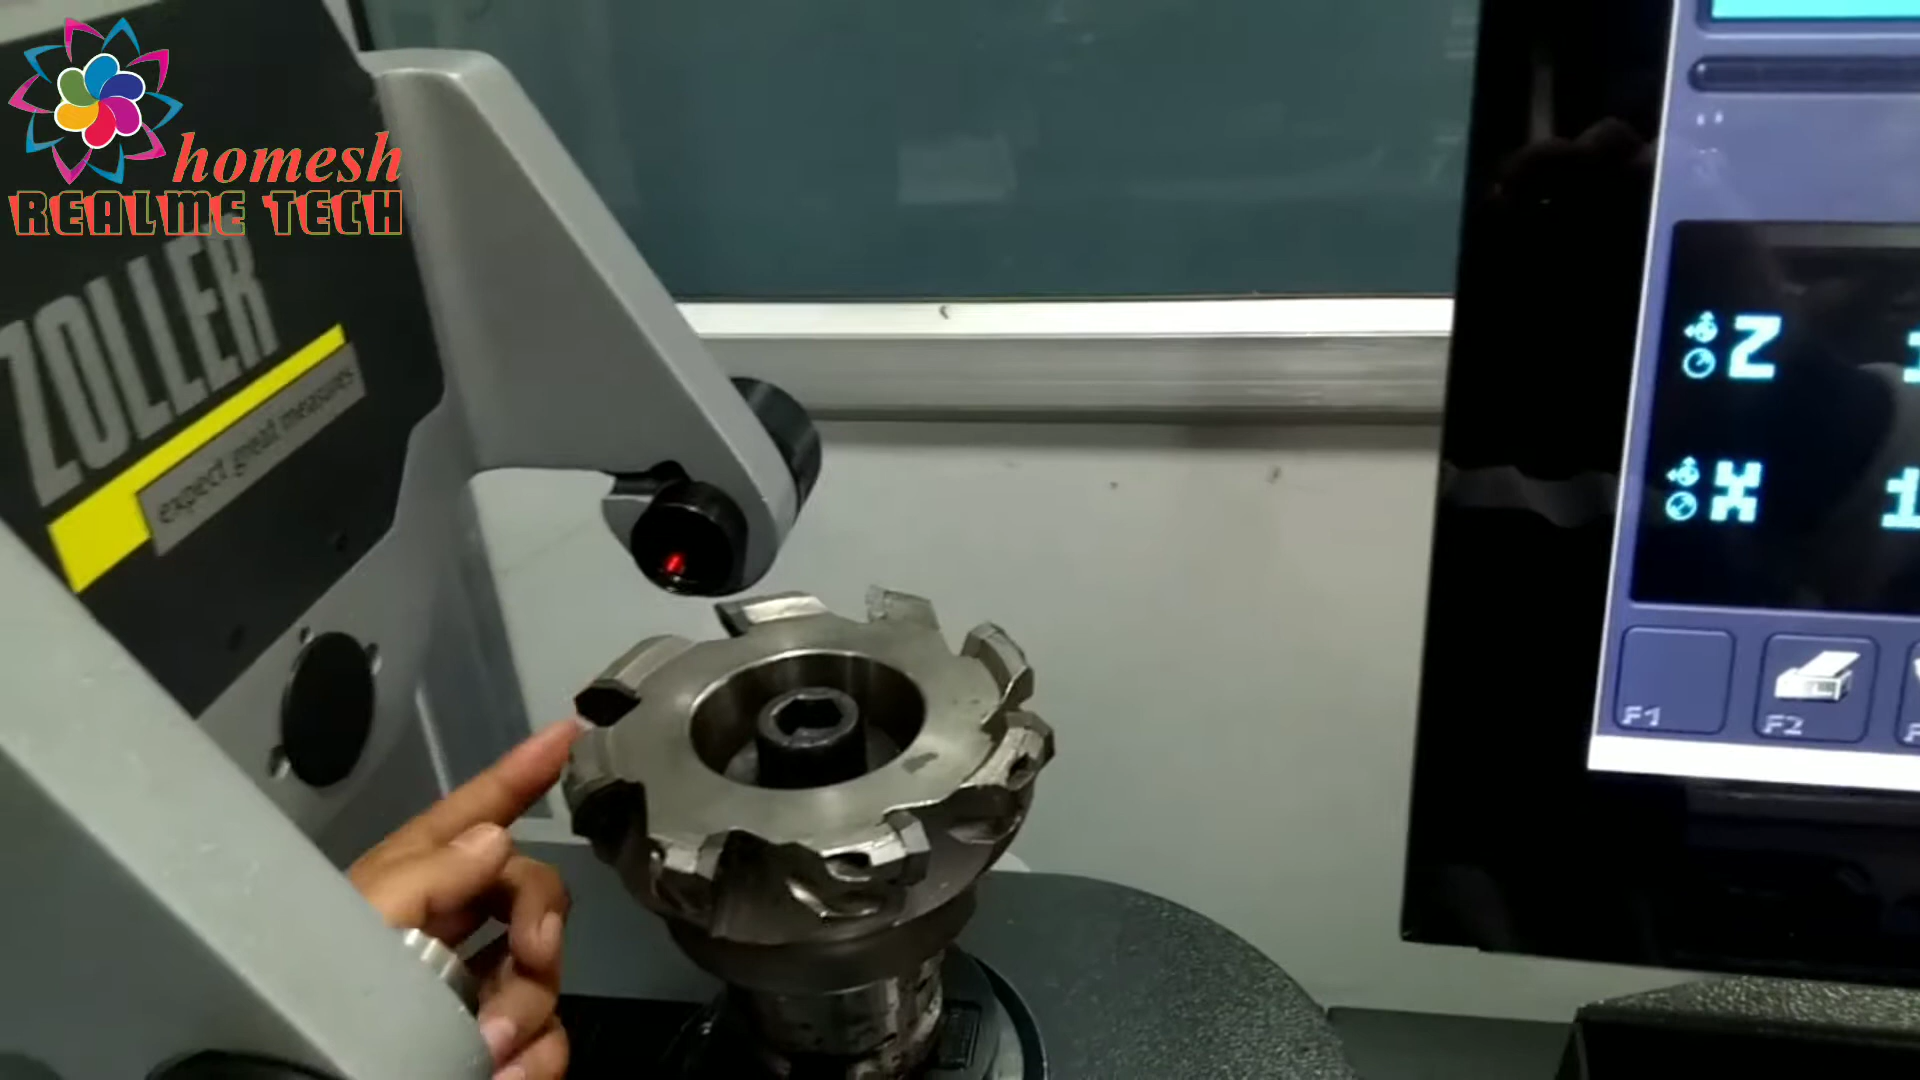 homesh
REALME TECH
ZOLLER
expect great measures
Z
X
F1
F2